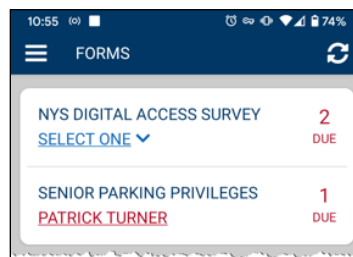 10:55
74%
FORMS
NYS DIGITAL ACCESS SURVEY 2
SELECT ONE DUE
SENIOR PARKING PRIVILEGES 1
PATRICK TURNER DUE